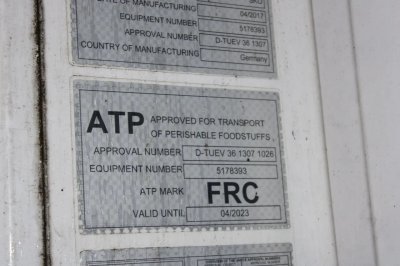 DATE OF MANUFACTURING 04/2017
EQUIPMENT NUMBER 5178393
APPROVAL NUMBER D-TUEV 36 1307
COUNTRY OF MANUFACTURING Germany
ATP APPROVED FOR TRANSPORT
OF PERISHABLE FOODSTUFFS
APPROVAL NUMBER D-TUEV 36 1307 1026
EQUIPMENT NUMBER 5178393
ATP MARK FRC
VALID UNTIL 04/2023